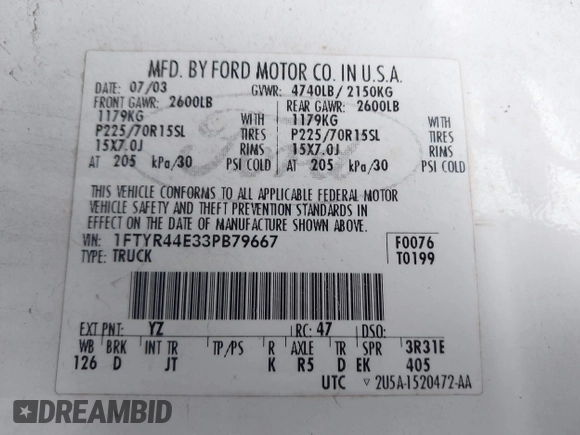 MFD. BY FORD MOTOR CO. IN U.S.A.
DATE: 07/03 GVWR: 4740LB/ 2150KG
FRONT GAWR: 2600LB REAR GAWR: 2600LB
1179KG WITH 1179KG WITH
P225/70R15SL TIRES P225/70R15SL TIRES
15X7.0J RIMS 15X7.0J RIMS
AT 205 kPa/30 PSI COLD AT 205 kPa/30 PSI COLD
THIS VEHICLE CONFORMS TO ALL APPLICABLE FEDERAL MOTOR
VEHICLE SAFETY AND THEFT PREVENTION STANDARDS IN
EFFECT ON THE DATE OF MANUFACTURE SHOWN ABOVE.
VIN: 1FTYR44E33PB79667 F0076
TYPE: TRUCK T0199
EXT PNT: YZ RC: 47 DSO:
WB BRK INT TR TP/PS R AXLE TR SPR 3R31E
126 D JT K R5 D EK 405
UTC ▽ 2U5A-1520472-AA
Ford
DREAMBID